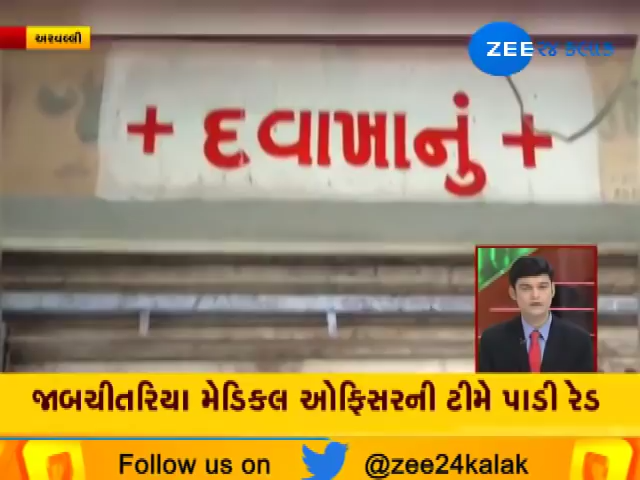 અરવલ્લી
ZEE ૨૪ કલાક
+ દવાખાનું +
જાબચીતરિયા મેડિકલ ઓફિસરની ટીમે પાડી રેડ
Follow us on @zee24kalak